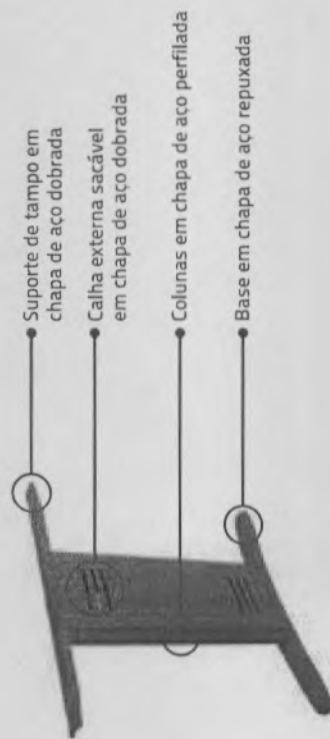 Suporte de tampo em
chapa de aço dobrada
Calha externa sacável
em chapa de aço dobrada
Colunas em chapa de aço perfilada
Base em chapa de aço repuxada